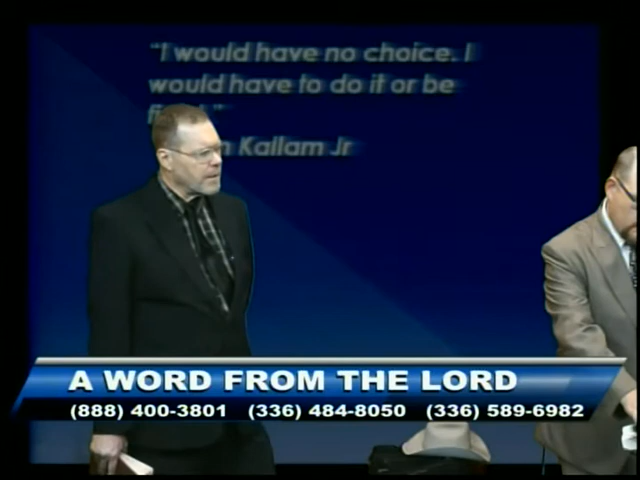 "I would have no choice. I
would have to do it or be
Kallam Jr
A WORD FROM THE LORD
(888) 400-3801 (336) 484-8050 (336) 589-6982